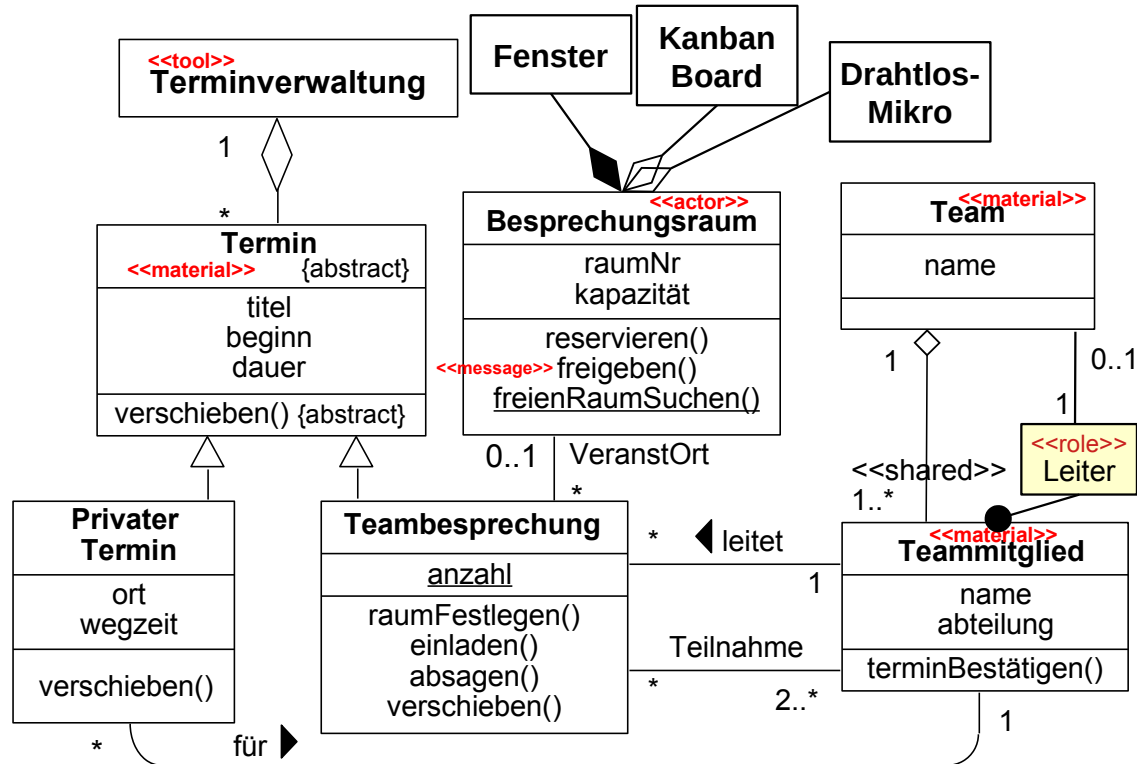 <<tool>>
Terminverwaltung
Fenster
Kanban
Board
Drahtlos-
Mikro
1
*
Termin
<<material>> {abstract}
titel
beginn
dauer
verschieben() {abstract}
<<actor>>
Besprechungsraum
raumNr
kapazität
reservieren()
<<message>> freigeben()
freienRaumSuchen()
<<material>>
Team
name
1
0..1
1
<<role>>
Leiter
<<shared>>
1..*
0..1
VeranstOrt
*
Privater
Termin
ort
wegzeit
verschieben()
Teambesprechung
anzahl
raumFestlegen()
einladen()
absagen()
verschieben()
* leitet
1
Teilnahme
*
2..*
<<material>>
Teammitglied
name
abteilung
terminBestätigen()
* für
1